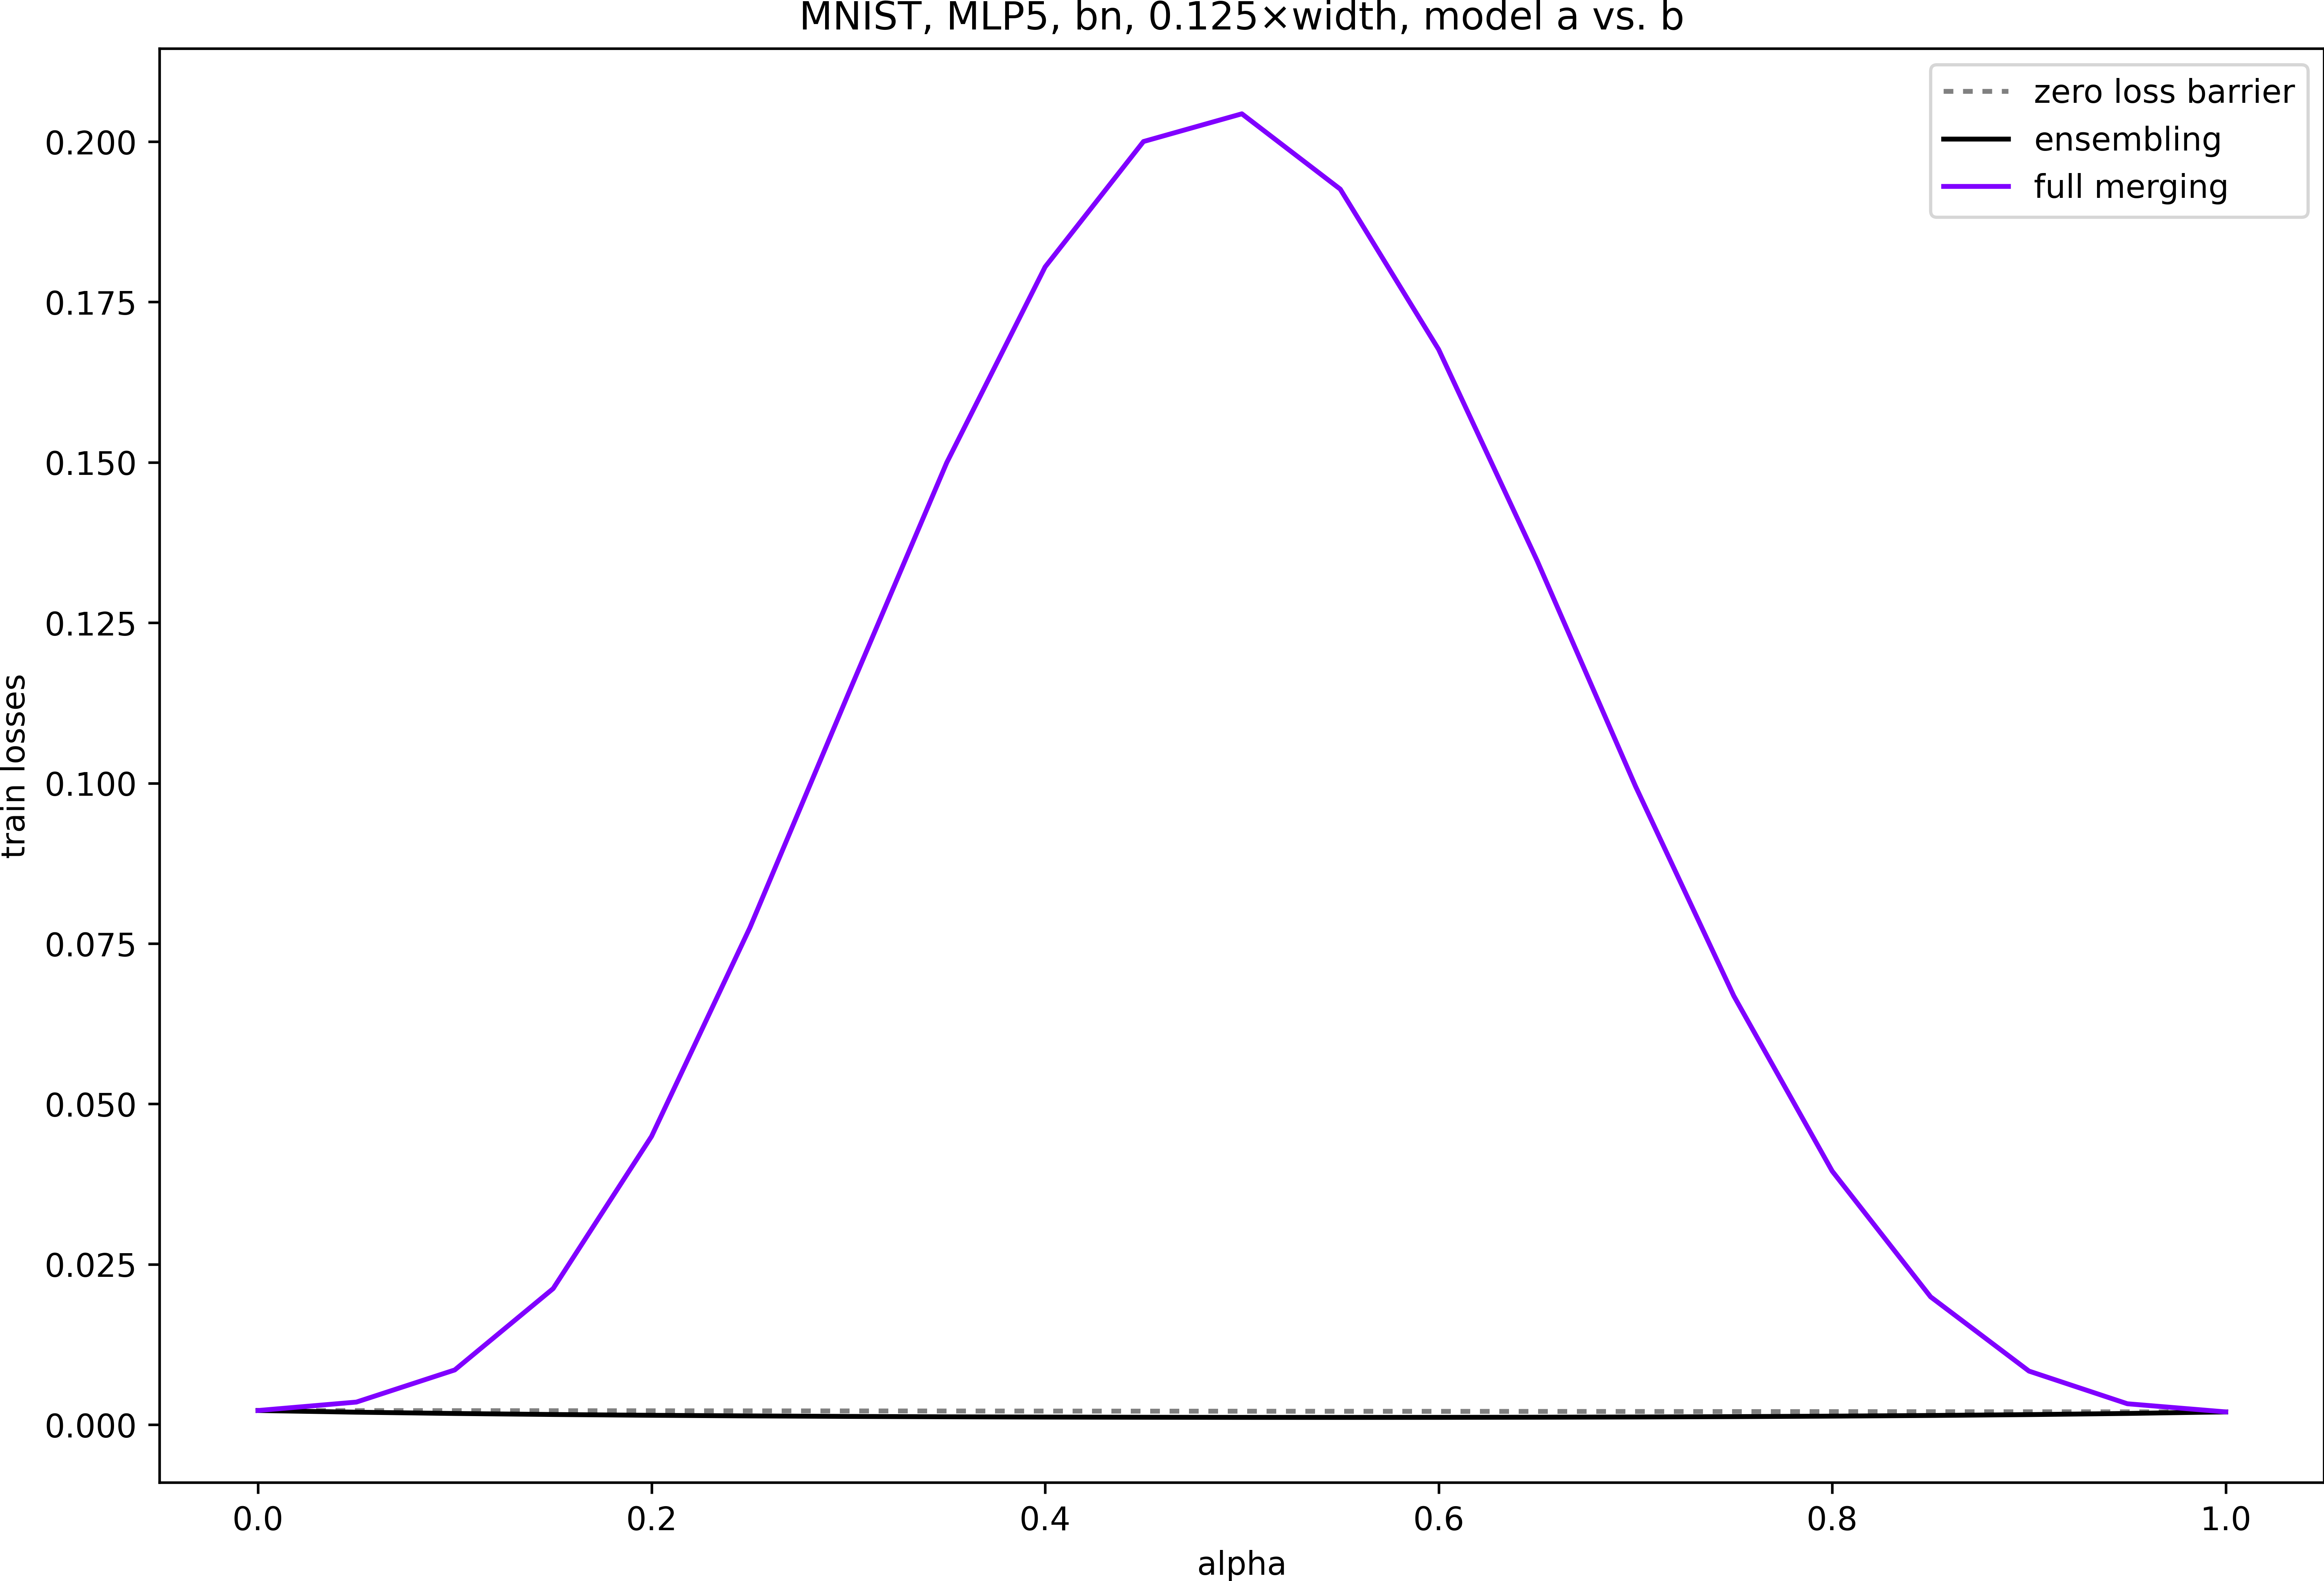 MNIST, MLP5, bn, 0.125×width, model a vs. b
zero loss barrier
ensembling
full merging
0.200
0.175
0.150
0.125
0.100
0.075
0.050
0.025
0.000
train losses
0.0 0.2 0.4 0.6 0.8 1.0
alpha